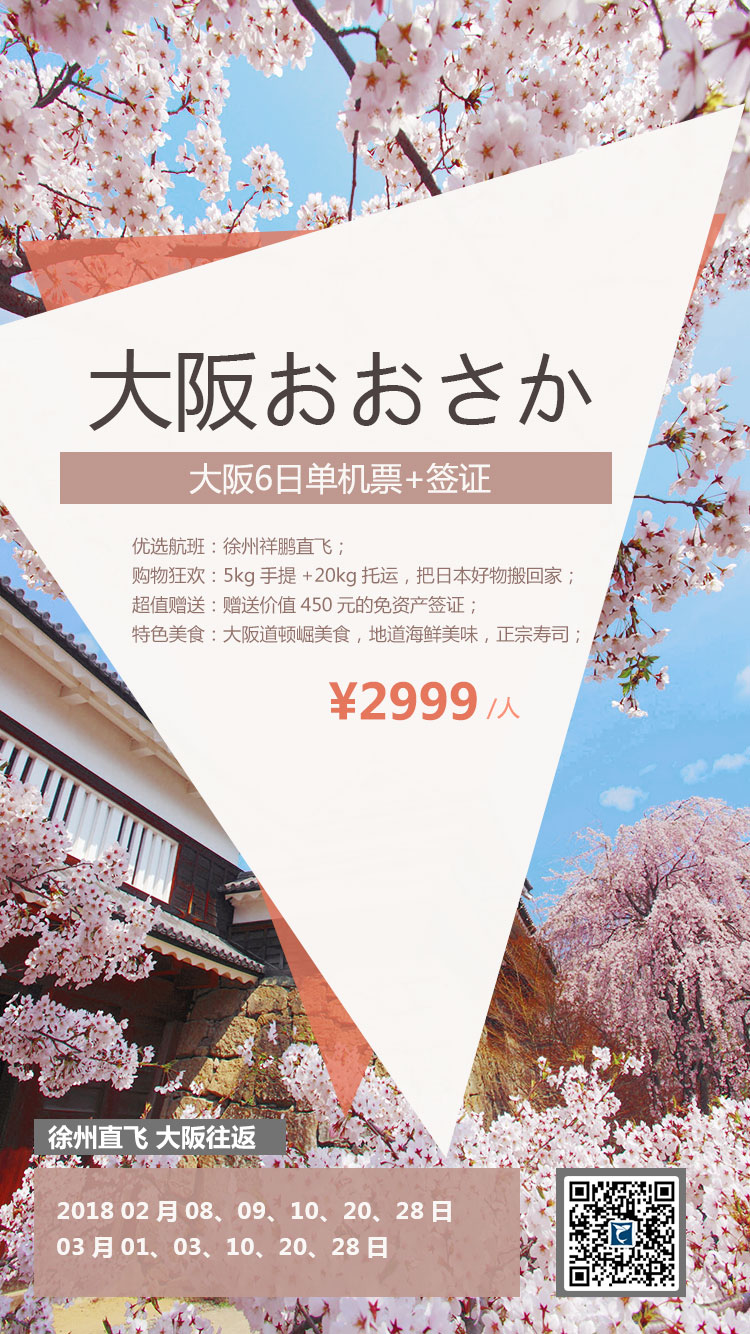 大阪おおさか
大阪6日单机票+签证
优选航班：徐州祥鹏直飞；
购物狂欢：5kg 手提 +20kg 托运，把日本好物搬回家；
超值赠送：赠送价值 450 元的免资产签证；
特色美食：大阪道顿崛美食，地道海鲜美味，正宗寿司；
¥2999 /人
徐州直飞 大阪往返
2018 02 月 08、09、10、20、28 日
03 月 01、03、10、20、28 日